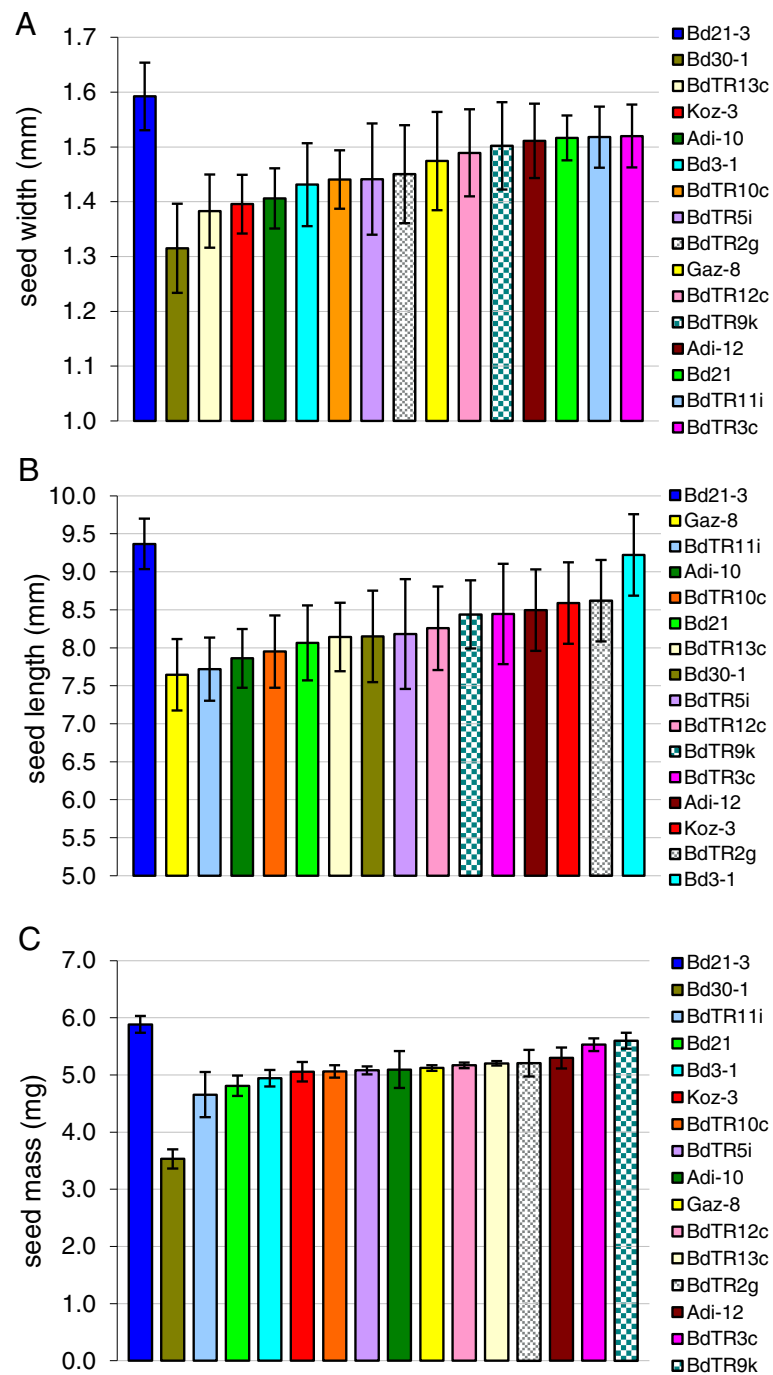 A
seed width (mm)
1.7
1.6
1.5
1.4
1.3
1.2
1.1
1.0
Bd21-3
Bd30-1
BdTR13c
Koz-3
Adi-10
Bd3-1
BdTR10c
BdTR5i
BdTR2g
Gaz-8
BdTR12c
BdTR9k
Adi-12
Bd21
BdTR11i
BdTR3c
B
seed length (mm)
10.0
9.5
9.0
8.5
8.0
7.5
7.0
6.5
6.0
5.5
5.0
Bd21-3
Gaz-8
BdTR11i
Adi-10
BdTR10c
Bd21
BdTR13c
Bd30-1
BdTR5i
BdTR12c
BdTR9k
BdTR3c
Adi-12
Koz-3
BdTR2g
Bd3-1
C
seed mass (mg)
7.0
6.0
5.0
4.0
3.0
2.0
1.0
0.0
Bd21-3
Bd30-1
BdTR11i
Bd21
Bd3-1
Koz-3
BdTR10c
BdTR5i
Adi-10
Gaz-8
BdTR12c
BdTR13c
BdTR2g
Adi-12
BdTR3c
BdTR9k